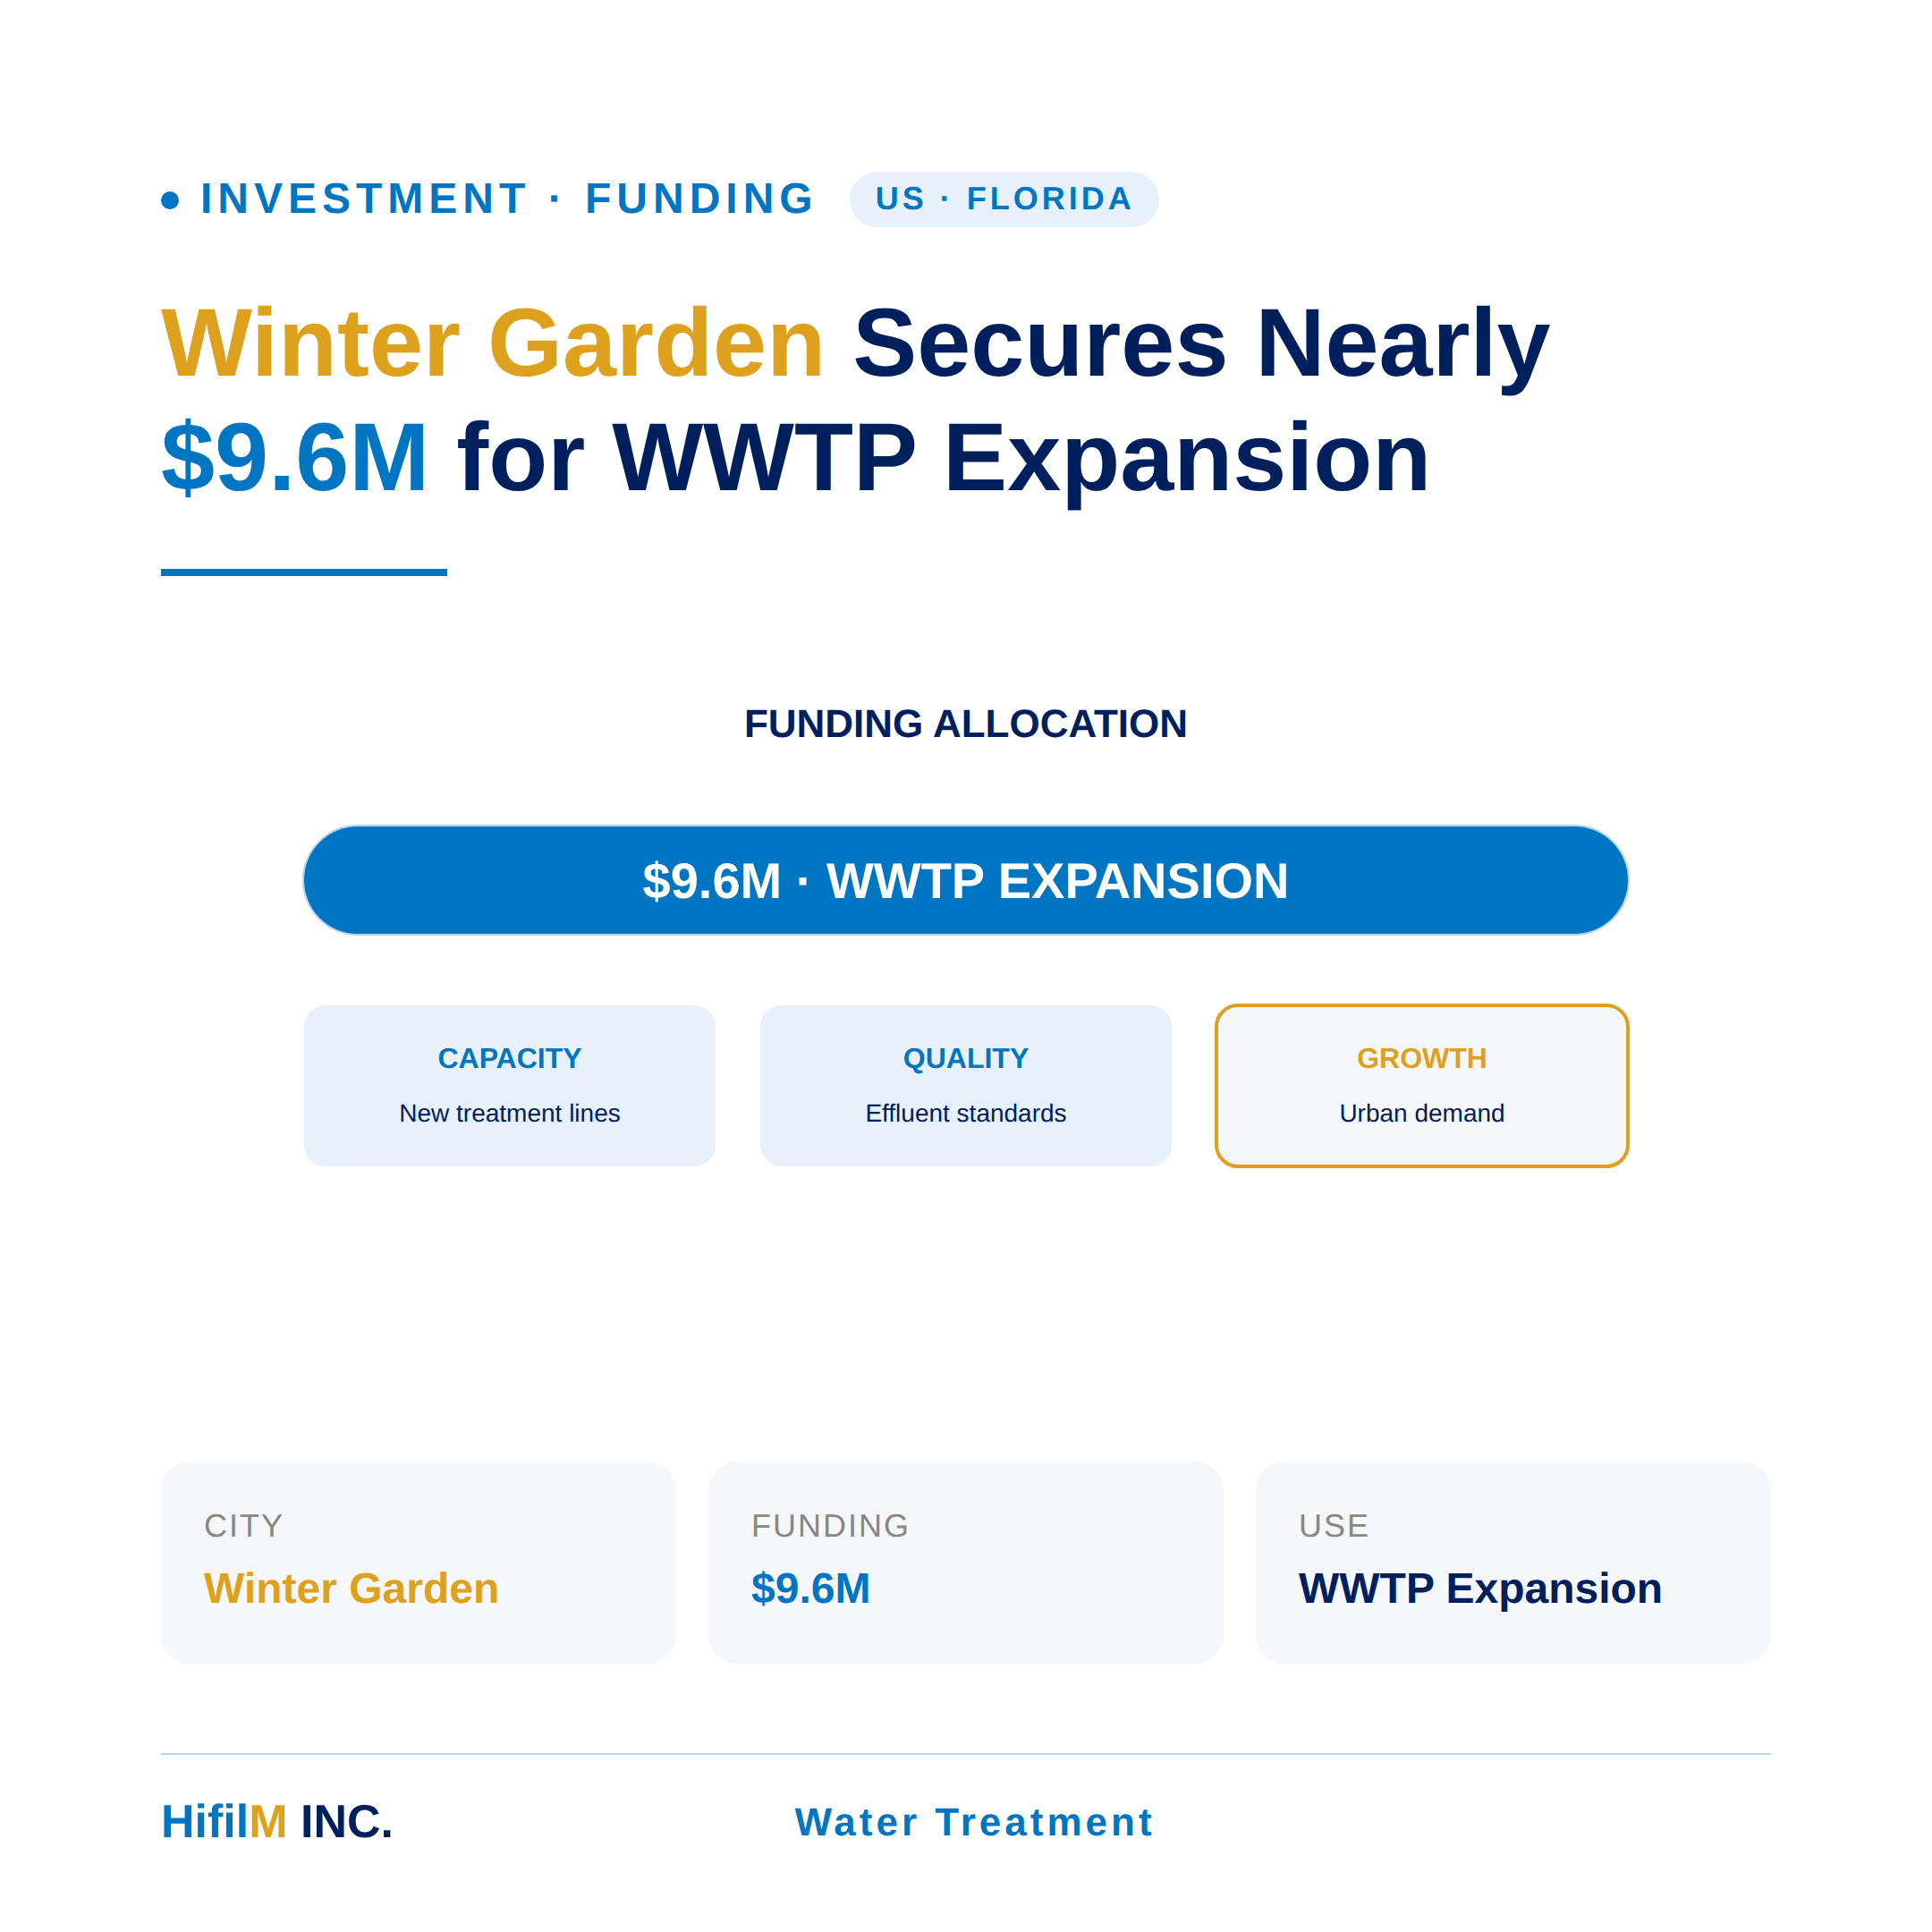 INVESTMENT · FUNDING US · FLORIDA
Winter Garden Secures Nearly
$9.6M for WWTP Expansion
FUNDING ALLOCATION
$9.6M · WWTP EXPANSION
CAPACITY
New treatment lines
QUALITY
Effluent standards
GROWTH
Urban demand
CITY
Winter Garden
FUNDING
$9.6M
USE
WWTP Expansion
HifilM INC.
Water Treatment